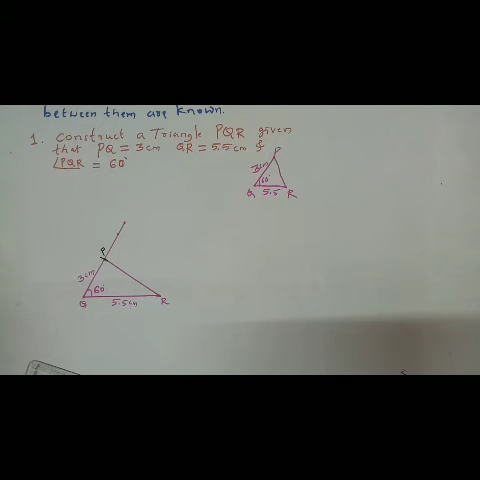 between them are known.
1. Construct a Triangle PQR given
that PQ = 3cm QR = 5.5cm &
∠PQR = 60°
P
3cm
60°
Q 5.5 R
P
3cm
60°
Q 5.5cm R